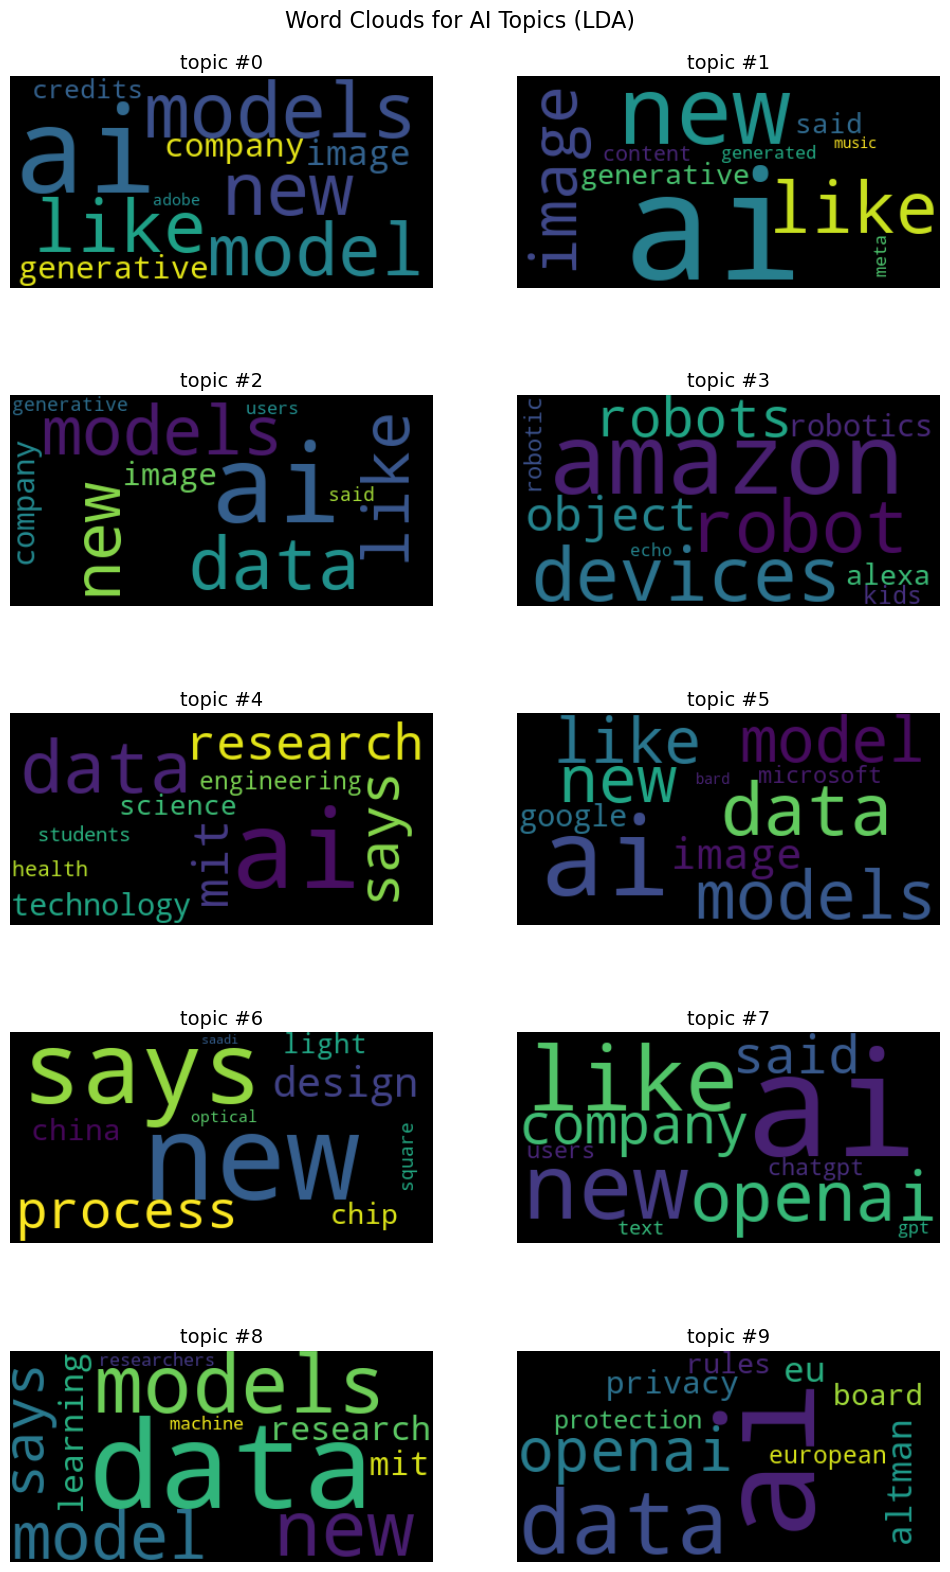 Word Clouds for AI Topics (LDA)
topic #0
credits
models
ai
company
image
new
adobe
like
model
generative
topic #1
image
new
said
music
content
generated
generative
ai
like
meta
topic #2
generative
users
models
like
company
image
ai
said
new
data
topic #3
robotic
robots
robotics
amazon
object
robot
echo
devices
alexa
kids
topic #4
research
data
engineering
science
says
students
mit
ai
health
technology
topic #5
like
model
new
bard
microsoft
google
data
ai
image
models
topic #6
saadi
says
light
design
optical
china
new
square
process
chip
topic #7
like
said
ai
company
users
chatgpt
new
openai
text
gpt
topic #8
says
learning
researchers
models
machine
research
data
mit
model
new
topic #9
rules
eu
privacy
board
protection
ai
openai
european
altman
data